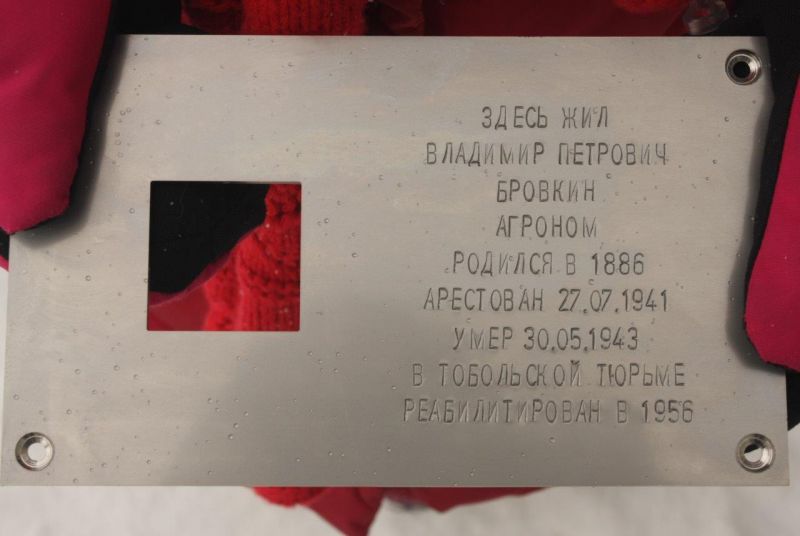 ЗДЕСЬ ЖИЛ
ВЛАДИМИР ПЕТРОВИЧ
БРОВКИН
АГРОНОМ
РОДИЛСЯ В 1886
АРЕСТОВАН 27.07.1941
УМЕР 30.05.1943
В ТОБОЛЬСКОЙ ТЮРЬМЕ
РЕАБИЛИТИРОВАН В 1956